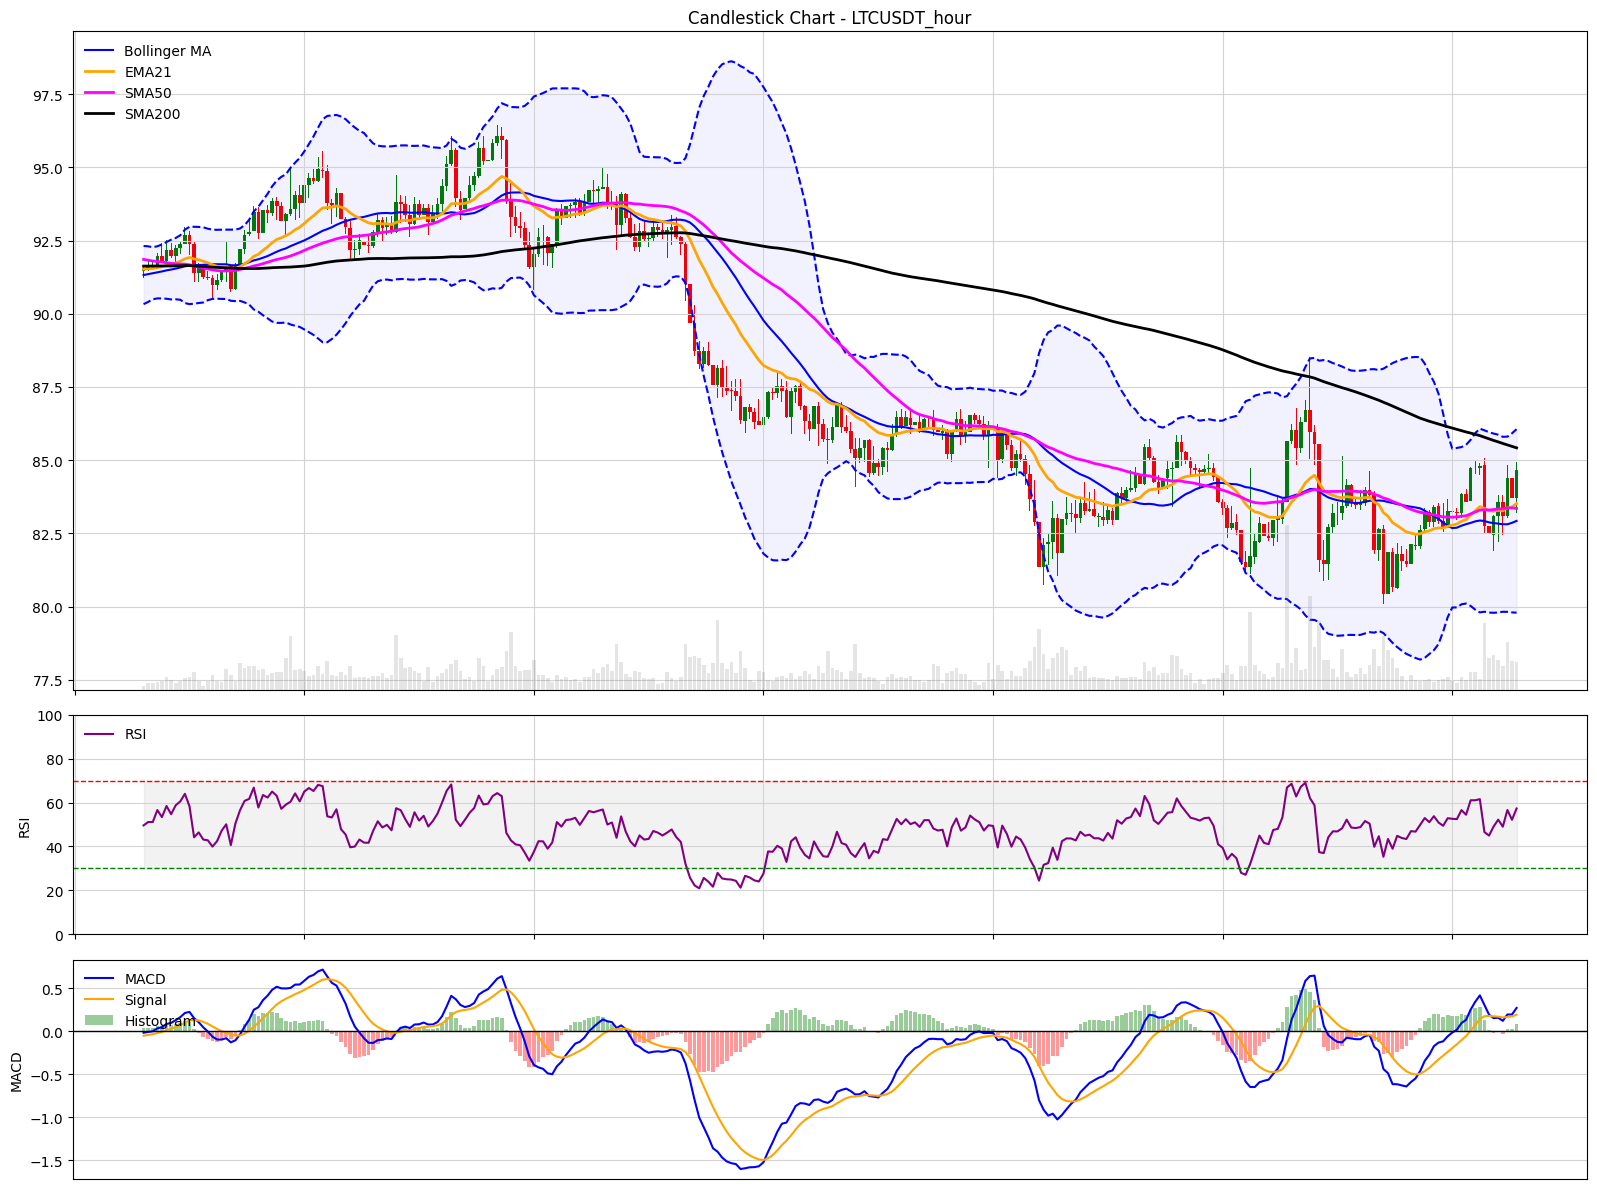 Candlestick Chart - LTCUSDT_hour
Bollinger MA
EMA21
SMA50
SMA200
97.5
95.0
92.5
90.0
87.5
85.0
82.5
80.0
77.5
RSI
100
80
60
40
20
0
RSI
MACD
Signal
Histogram
0.5
0.0
−0.5
−1.0
−1.5
MACD